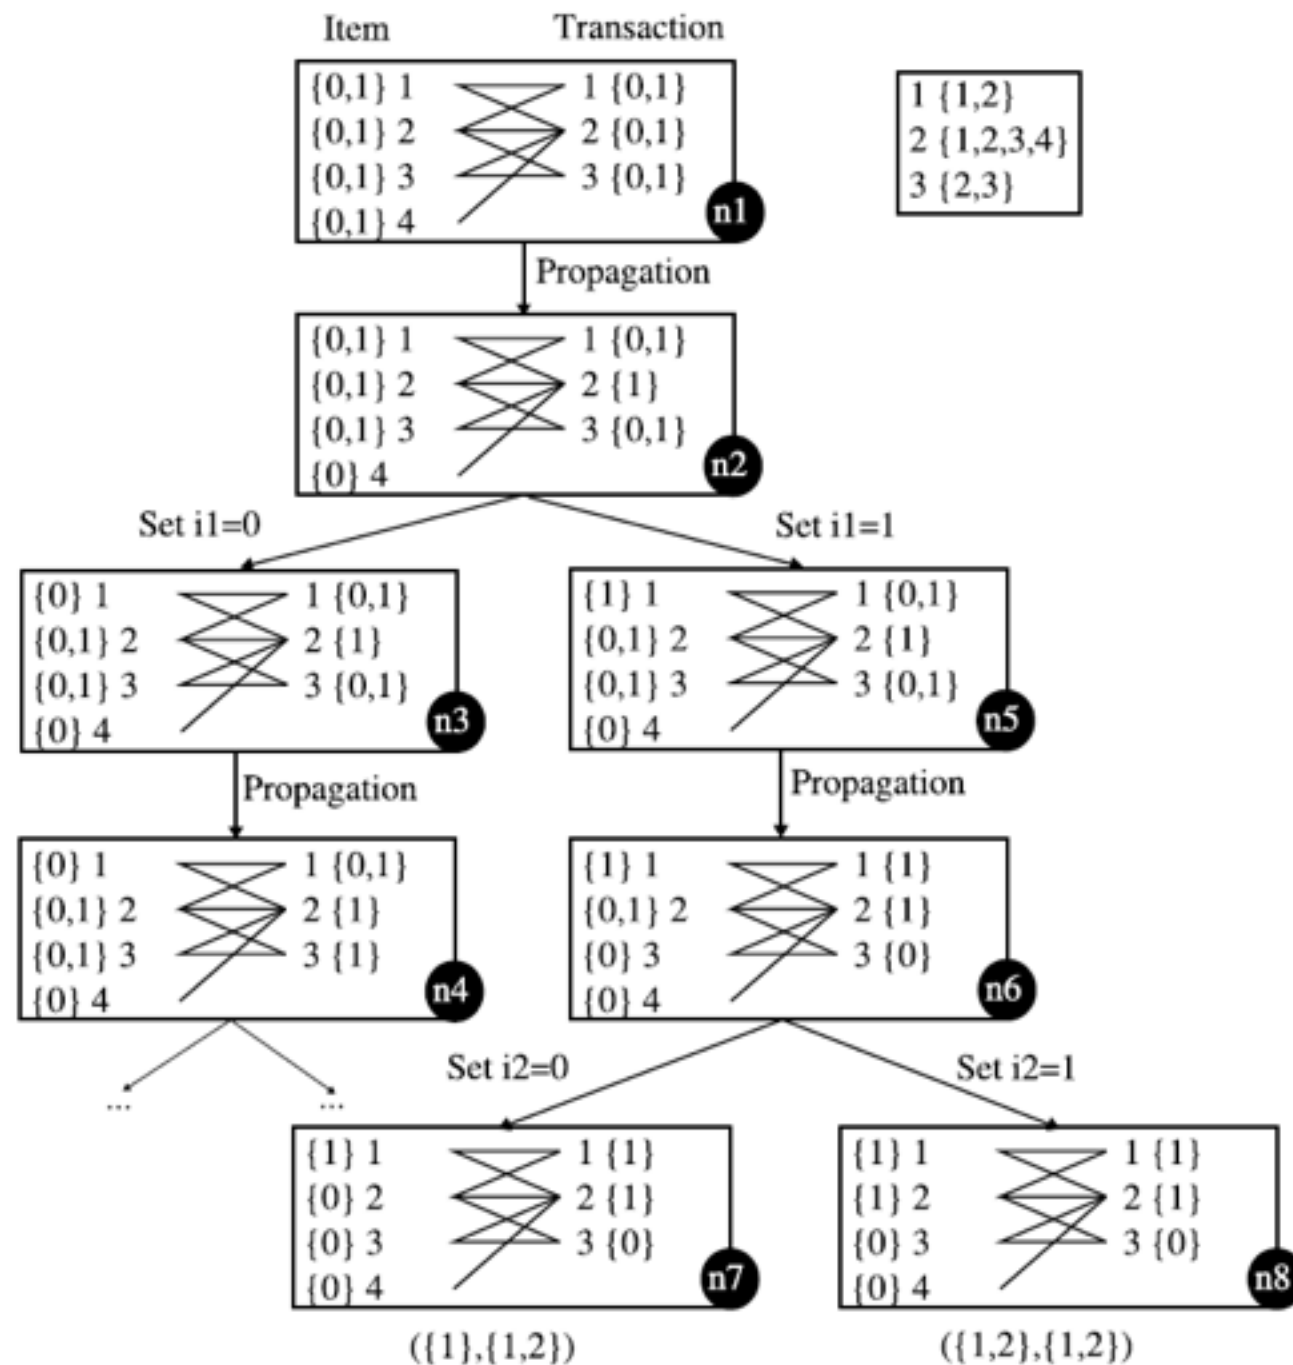 Item Transaction
{0,1} 1 1 {0,1}
{0,1} 2 2 {0,1}
{0,1} 3 3 {0,1}
{0,1} 4
n1
1 {1,2}
2 {1,2,3,4}
3 {2,3}
Propagation
{0,1} 1 1 {0,1}
{0,1} 2 2 {1}
{0,1} 3 3 {0,1}
{0} 4
n2
Set i1=0
Set i1=1
{0} 1 1 {0,1}
{0,1} 2 2 {1}
{0,1} 3 3 {0,1}
{0} 4
n3
{1} 1 1 {0,1}
{0,1} 2 2 {1}
{0,1} 3 3 {0,1}
{0} 4
n5
Propagation
Propagation
{0} 1 1 {0,1}
{0,1} 2 2 {1}
{0,1} 3 3 {1}
{0} 4
n4
{1} 1 1 {1}
{0,1} 2 2 {1}
{0} 3 3 {0}
{0} 4
n6
...
...
Set i2=0
Set i2=1
{1} 1 1 {1}
{0} 2 2 {1}
{0} 3 3 {0}
{0} 4
n7
{1} 1 1 {1}
{1} 2 2 {1}
{0} 3 3 {0}
{0} 4
n8
({1},{1,2})
({1,2},{1,2})